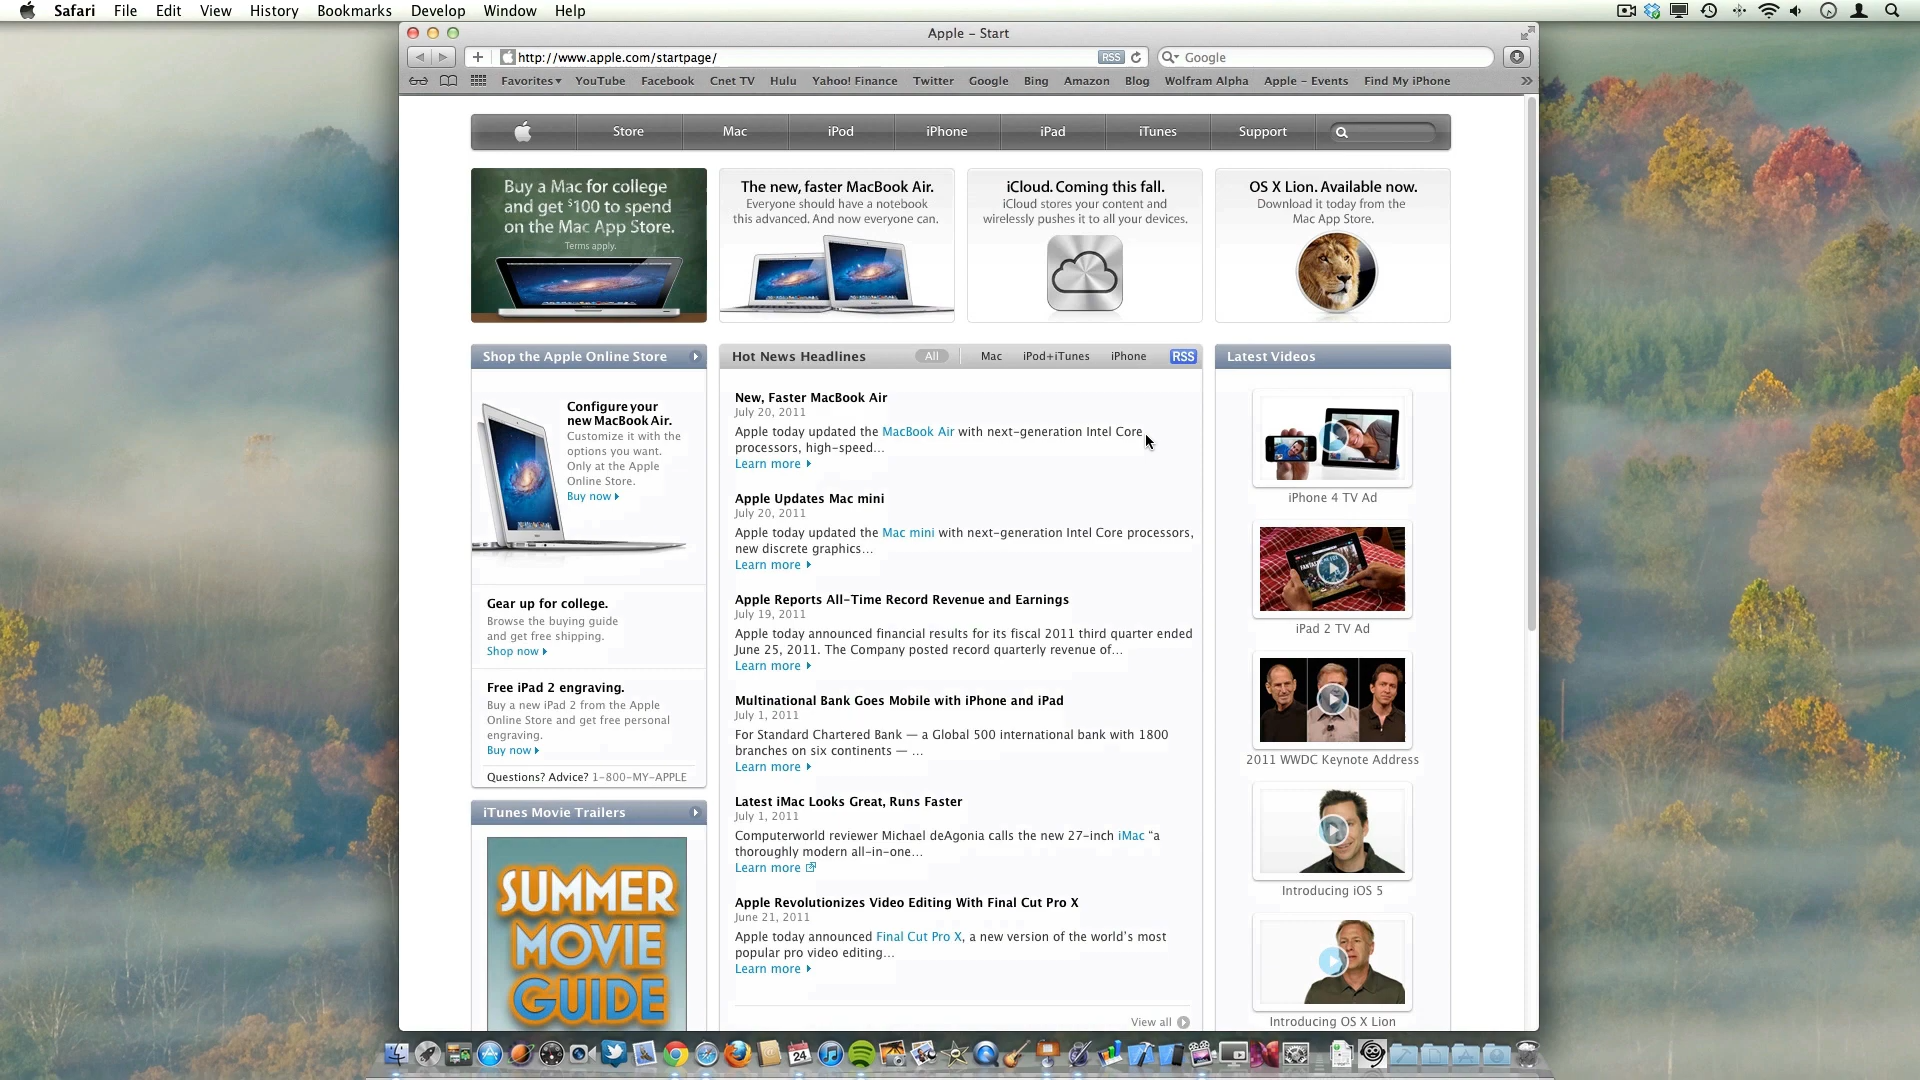 Safari File Edit View History Bookmarks Develop Window Help
Apple – Start
http://www.apple.com/startpage/ RSS Google
Favorites YouTube Facebook Cnet TV Hulu Yahoo! Finance Twitter Google Bing Amazon Blog Wolfram Alpha Apple – Events Find My iPhone
Store Mac iPod iPhone iPad iTunes Support
Buy a Mac for college
and get $100 to spend
on the Mac App Store.
Terms apply.
The new, faster MacBook Air.
Everyone should have a notebook
this advanced. And now everyone can.
iCloud. Coming this fall.
iCloud stores your content and
wirelessly pushes it to all your devices.
OS X Lion. Available now.
Download it today from the
Mac App Store.
Shop the Apple Online Store
Configure your
new MacBook Air.
Customize it with the
options you want.
Only at the Apple
Online Store.
Buy now
Gear up for college.
Browse the buying guide
and get free shipping.
Shop now
Free iPad 2 engraving.
Buy a new iPad 2 from the Apple
Online Store and get free personal
engraving.
Buy now
Questions? Advice? 1-800-MY-APPLE
iTunes Movie Trailers
SUMMER
MOVIE
GUIDE
Hot News Headlines All Mac iPod+iTunes iPhone RSS
New, Faster MacBook Air
July 20, 2011
Apple today updated the MacBook Air with next-generation Intel Core
processors, high-speed...
Learn more
Apple Updates Mac mini
July 20, 2011
Apple today updated the Mac mini with next-generation Intel Core processors,
new discrete graphics...
Learn more
Apple Reports All-Time Record Revenue and Earnings
July 19, 2011
Apple today announced financial results for its fiscal 2011 third quarter ended
June 25, 2011. The Company posted record quarterly revenue of...
Learn more
Multinational Bank Goes Mobile with iPhone and iPad
July 1, 2011
For Standard Chartered Bank — a Global 500 international bank with 1800
branches on six continents — ...
Learn more
Latest iMac Looks Great, Runs Faster
July 1, 2011
Computerworld reviewer Michael deAgonia calls the new 27-inch iMac “a
thoroughly modern all-in-one...
Learn more
Apple Revolutionizes Video Editing With Final Cut Pro X
June 21, 2011
Apple today announced Final Cut Pro X, a new version of the world’s most
popular pro video editing...
Learn more
View all
Latest Videos
iPhone 4 TV Ad
iPad 2 TV Ad
2011 WWDC Keynote Address
Introducing iOS 5
Introducing OS X Lion
24